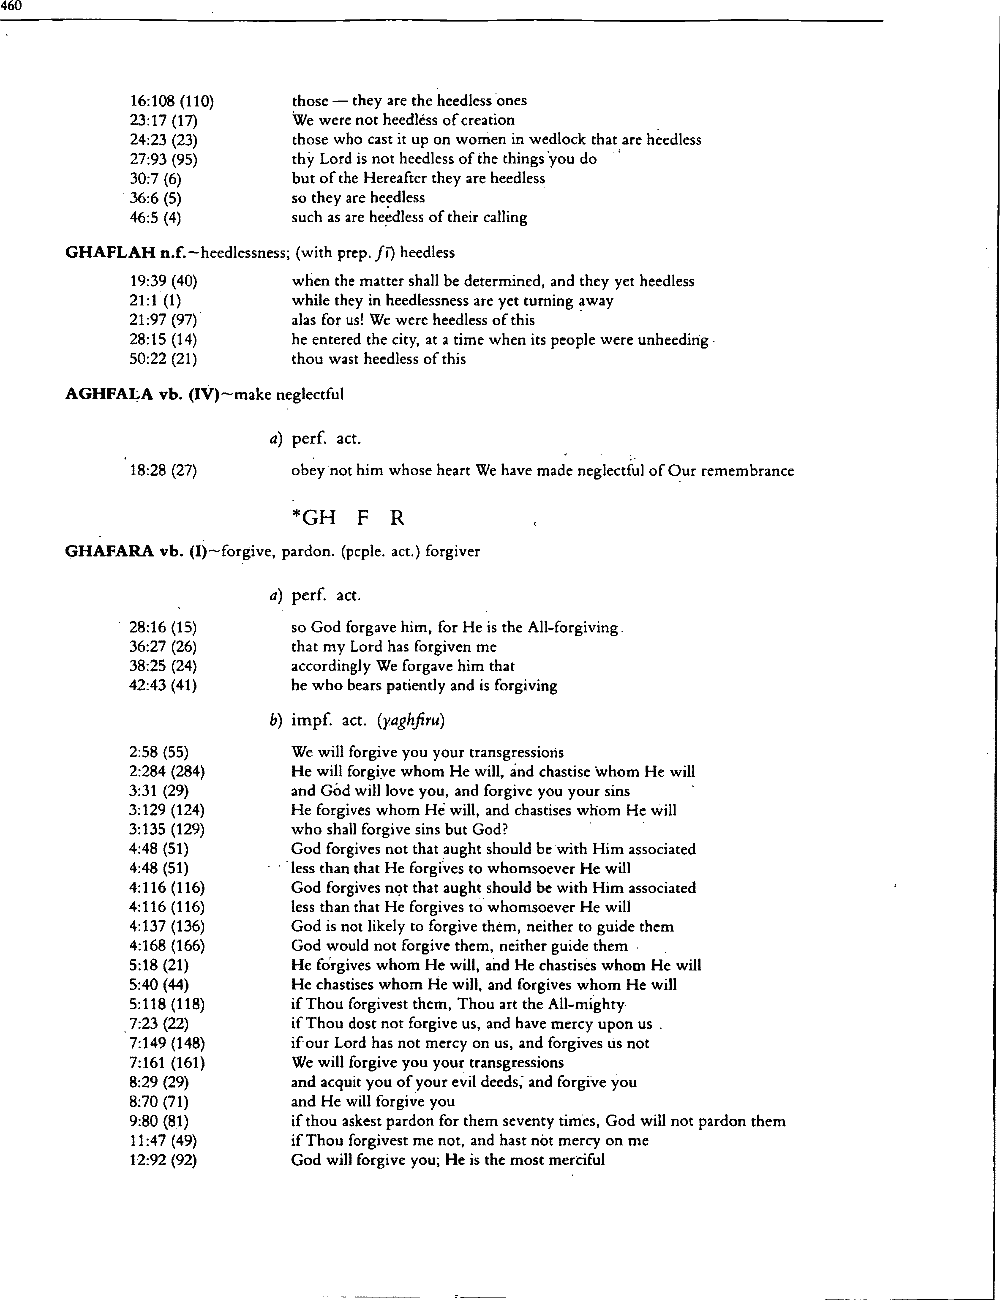 460
16:108 (110) those — they are the heedless ones
23:17 (17) We were not heedless of creation
24:23 (23) those who cast it up on women in wedlock that are heedless
27:93 (95) thy Lord is not heedless of the things you do
30:7 (6) but of the Hereafter they are heedless
36:6 (5) so they are heedless
46:5 (4) such as are heedless of their calling
GHAFLAH n.f.~heedlessness; (with prep. fī) heedless
19:39 (40) when the matter shall be determined, and they yet heedless
21:1 (1) while they in heedlessness are yet turning away
21:97 (97) alas for us! We were heedless of this
28:15 (14) he entered the city, at a time when its people were unheeding
50:22 (21) thou wast heedless of this
AGHFALA vb. (IV)~make neglectful
a) perf. act.
18:28 (27) obey not him whose heart We have made neglectful of Our remembrance
*GH F R
GHAFARA vb. (I)~forgive, pardon. (pcple. act.) forgiver
a) perf. act.
28:16 (15) so God forgave him, for He is the All-forgiving
36:27 (26) that my Lord has forgiven me
38:25 (24) accordingly We forgave him that
42:43 (41) he who bears patiently and is forgiving
b) impf. act. (yaghfiru)
2:58 (55) We will forgive you your transgressions
2:284 (284) He will forgive whom He will, and chastise whom He will
3:31 (29) and God will love you, and forgive you your sins
3:129 (124) He forgives whom He will, and chastises whom He will
3:135 (129) who shall forgive sins but God?
4:48 (51) God forgives not that aught should be with Him associated
4:48 (51) less than that He forgives to whomsoever He will
4:116 (116) God forgives not that aught should be with Him associated
4:116 (116) less than that He forgives to whomsoever He will
4:137 (136) God is not likely to forgive them, neither to guide them
4:168 (166) God would not forgive them, neither guide them
5:18 (21) He forgives whom He will, and He chastises whom He will
5:40 (44) He chastises whom He will, and forgives whom He will
5:118 (118) if Thou forgivest them, Thou art the All-mighty
7:23 (22) if Thou dost not forgive us, and have mercy upon us
7:149 (148) if our Lord has not mercy on us, and forgives us not
7:161 (161) We will forgive you your transgressions
8:29 (29) and acquit you of your evil deeds, and forgive you
8:70 (71) and He will forgive you
9:80 (81) if thou askest pardon for them seventy times, God will not pardon them
11:47 (49) if Thou forgivest me not, and hast not mercy on me
12:92 (92) God will forgive you; He is the most merciful